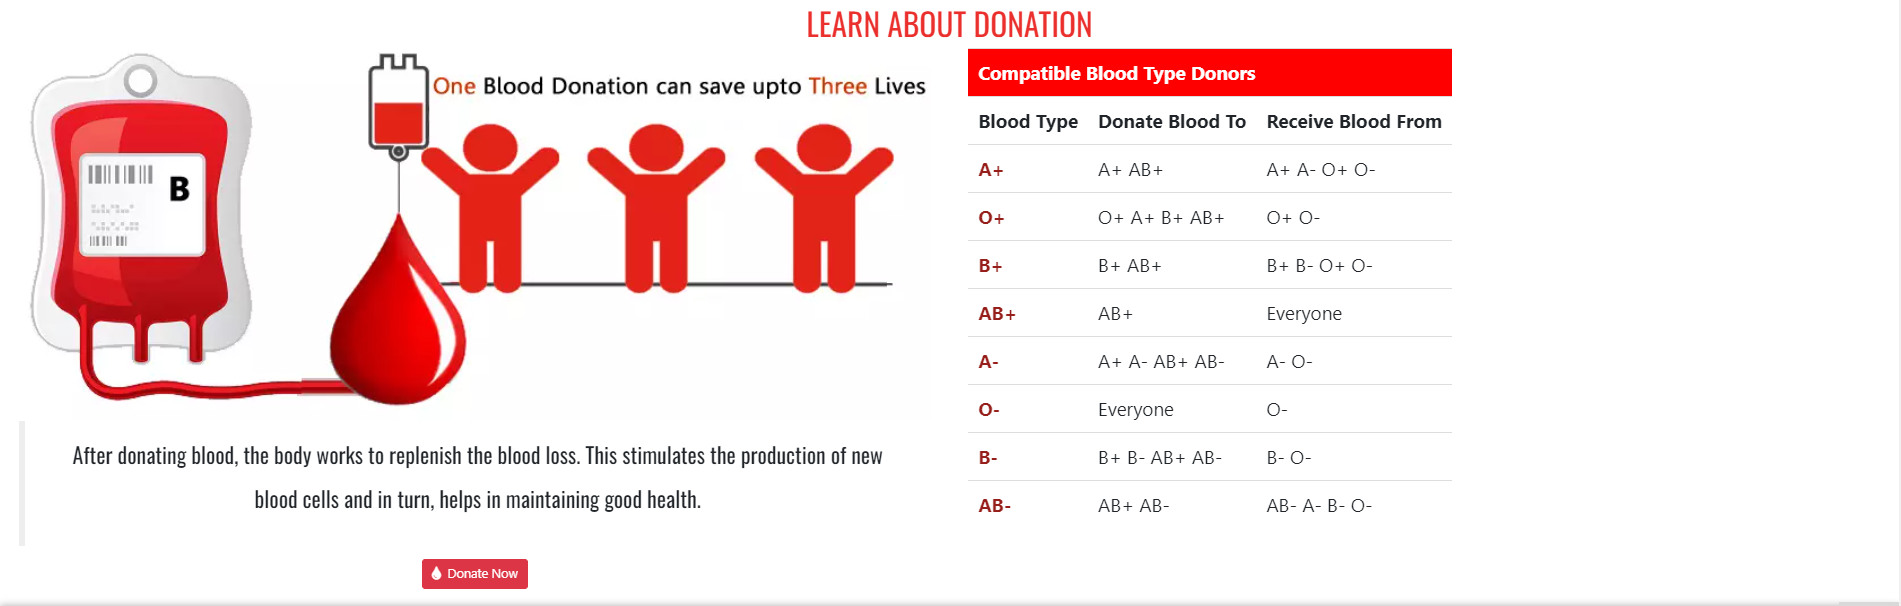 LEARN ABOUT DONATION
One Blood Donation can save upto Three Lives
B
After donating blood, the body works to replenish the blood loss. This stimulates the production of new
blood cells and in turn, helps in maintaining good health.
Donate Now
Compatible Blood Type Donors
Blood Type Donate Blood To Receive Blood From
A+ A+ AB+ A+ A- O+ O-
O+ O+ A+ B+ AB+ O+ O-
B+ B+ AB+ B+ B- O+ O-
AB+ AB+ Everyone
A- A+ A- AB+ AB- A- O-
O- Everyone O-
B- B+ B- AB+ AB- B- O-
AB- AB+ AB- AB- A- B- O-